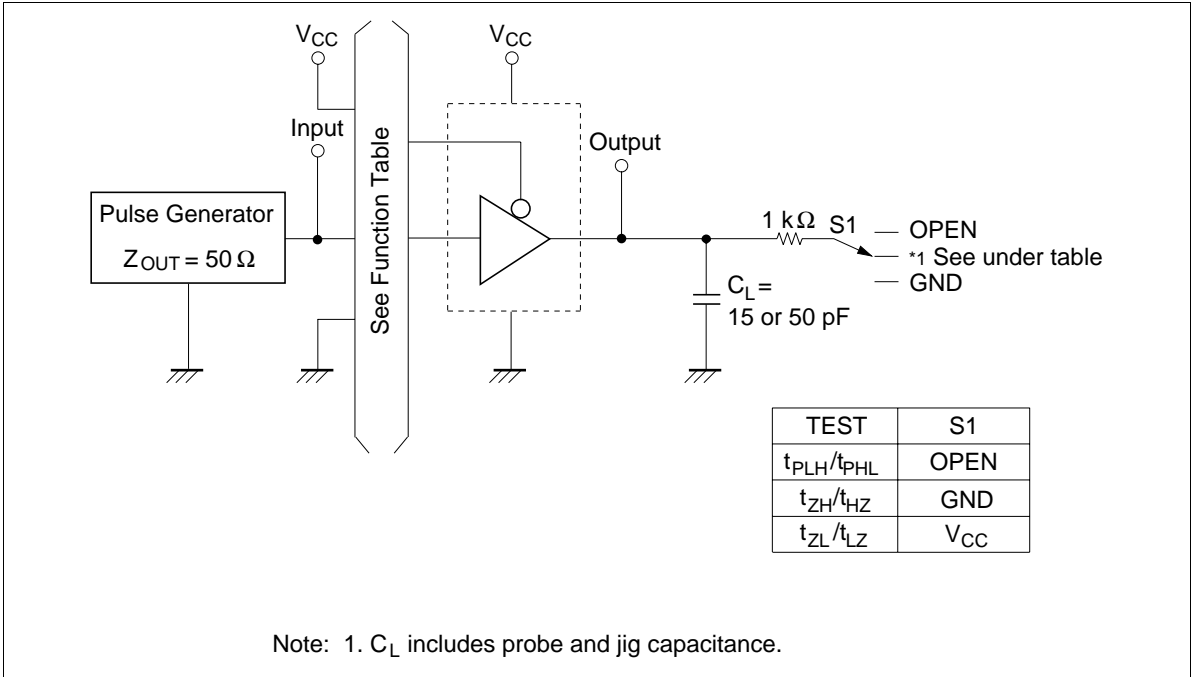 VCC
VCC
Input
Output
See Function Table
Pulse Generator
ZOUT = 50 Ω
1 kΩ
S1
OPEN
*1 See under table
GND
CL =
15 or 50 pF
TEST S1
tPLH/tPHL OPEN
tZH/tHZ GND
tZL/tLZ VCC
Note: 1. CL includes probe and jig capacitance.